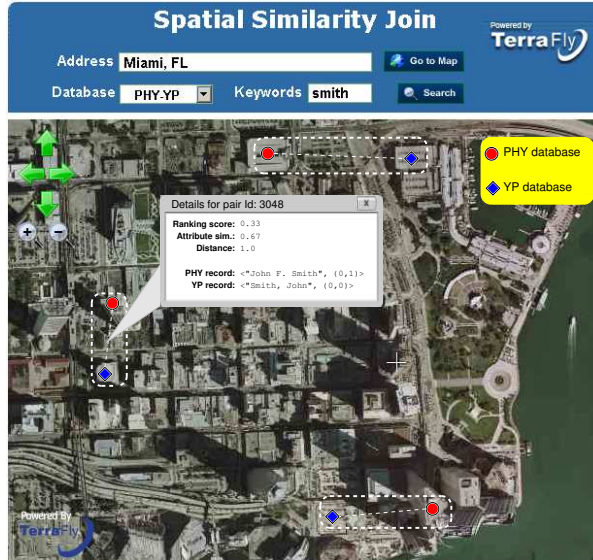 Spatial Similarity Join
Powered by
TerraFly
Address Miami, FL Go to Map
Database PHY-YP Keywords smith Search
PHY database
YP database
Details for pair Id: 3048 x
Ranking score: 0.33
Attribute sim.: 0.67
Distance: 1.0
PHY record: <"John F. Smith", (0,1)>
YP record: <"Smith, John", (0,0)>
+ −
Powered By
TerraFly